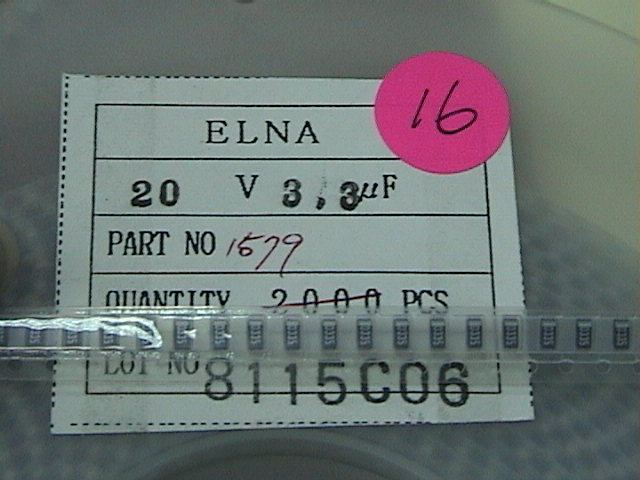 16
ELNA
20 V 3.3μF
PART NO 1579
QUANTITY 2000 PCS
LOT NO 8115C06